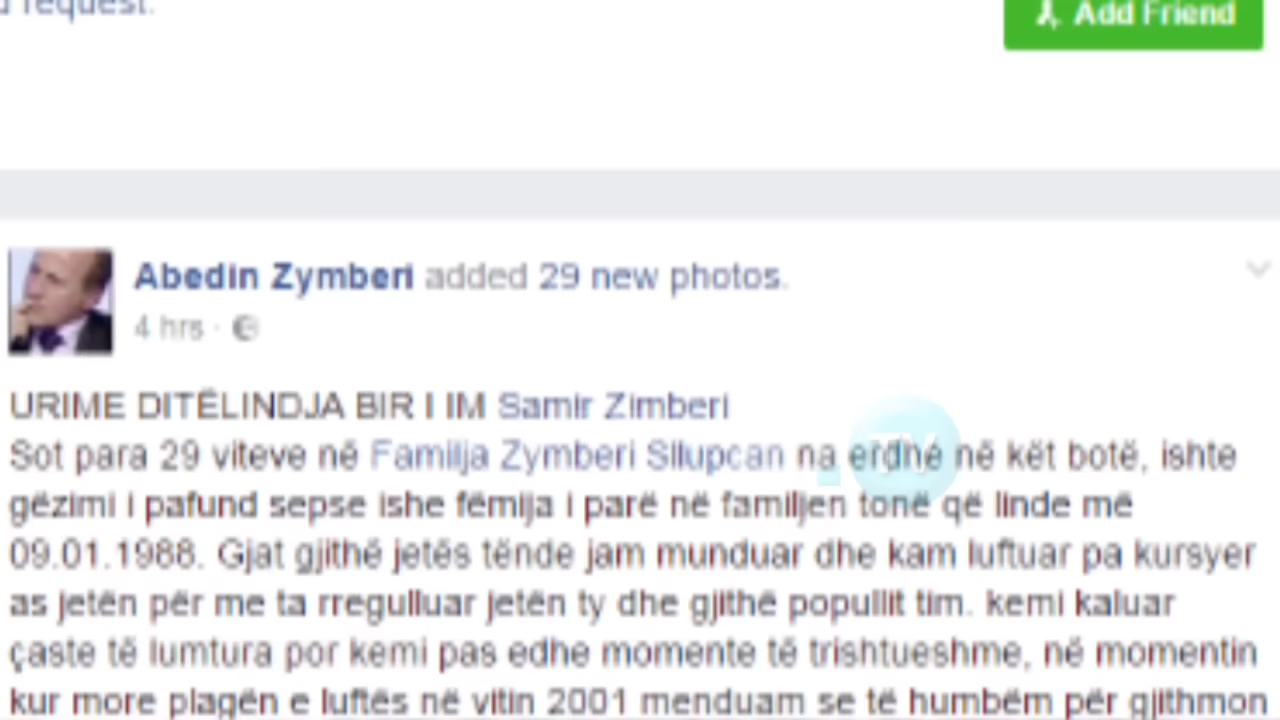 request.
Add Friend
Abedin Zymberi added 29 new photos.
4 hrs ·
URIME DITËLINDJA BIR I IM Samir Zimberi
Sot para 29 viteve në Familja Zymberi Sllupcan na erdhe në kët botë, ishte
gëzimi i pafund sepse ishe fëmija i parë në familjen tonë që linde më
09.01.1988. Gjat gjithë jetës tënde jam munduar dhe kam luftuar pa kursyer
as jetën për me ta rregulluar jetën ty dhe gjithë popullit tim. kemi kaluar
çaste të lumtura por kemi pas edhe momente të trishtueshme, në momentin
kur more plagën e luftës në vitin 2001 menduam se të humbëm për gjithmon
TV